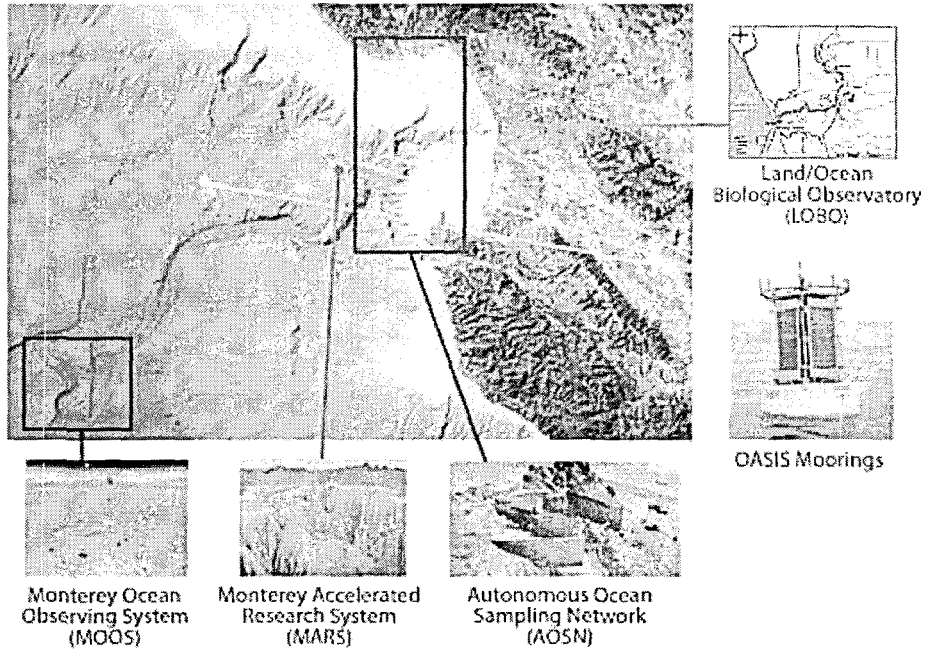 Land/Ocean
Biological Observatory
(LOBO)
OASIS Moorings
Monterey Ocean
Observing System
(MOOS)
Monterey Accelerated
Research System
(MARS)
Autonomous Ocean
Sampling Network
(AOSN)